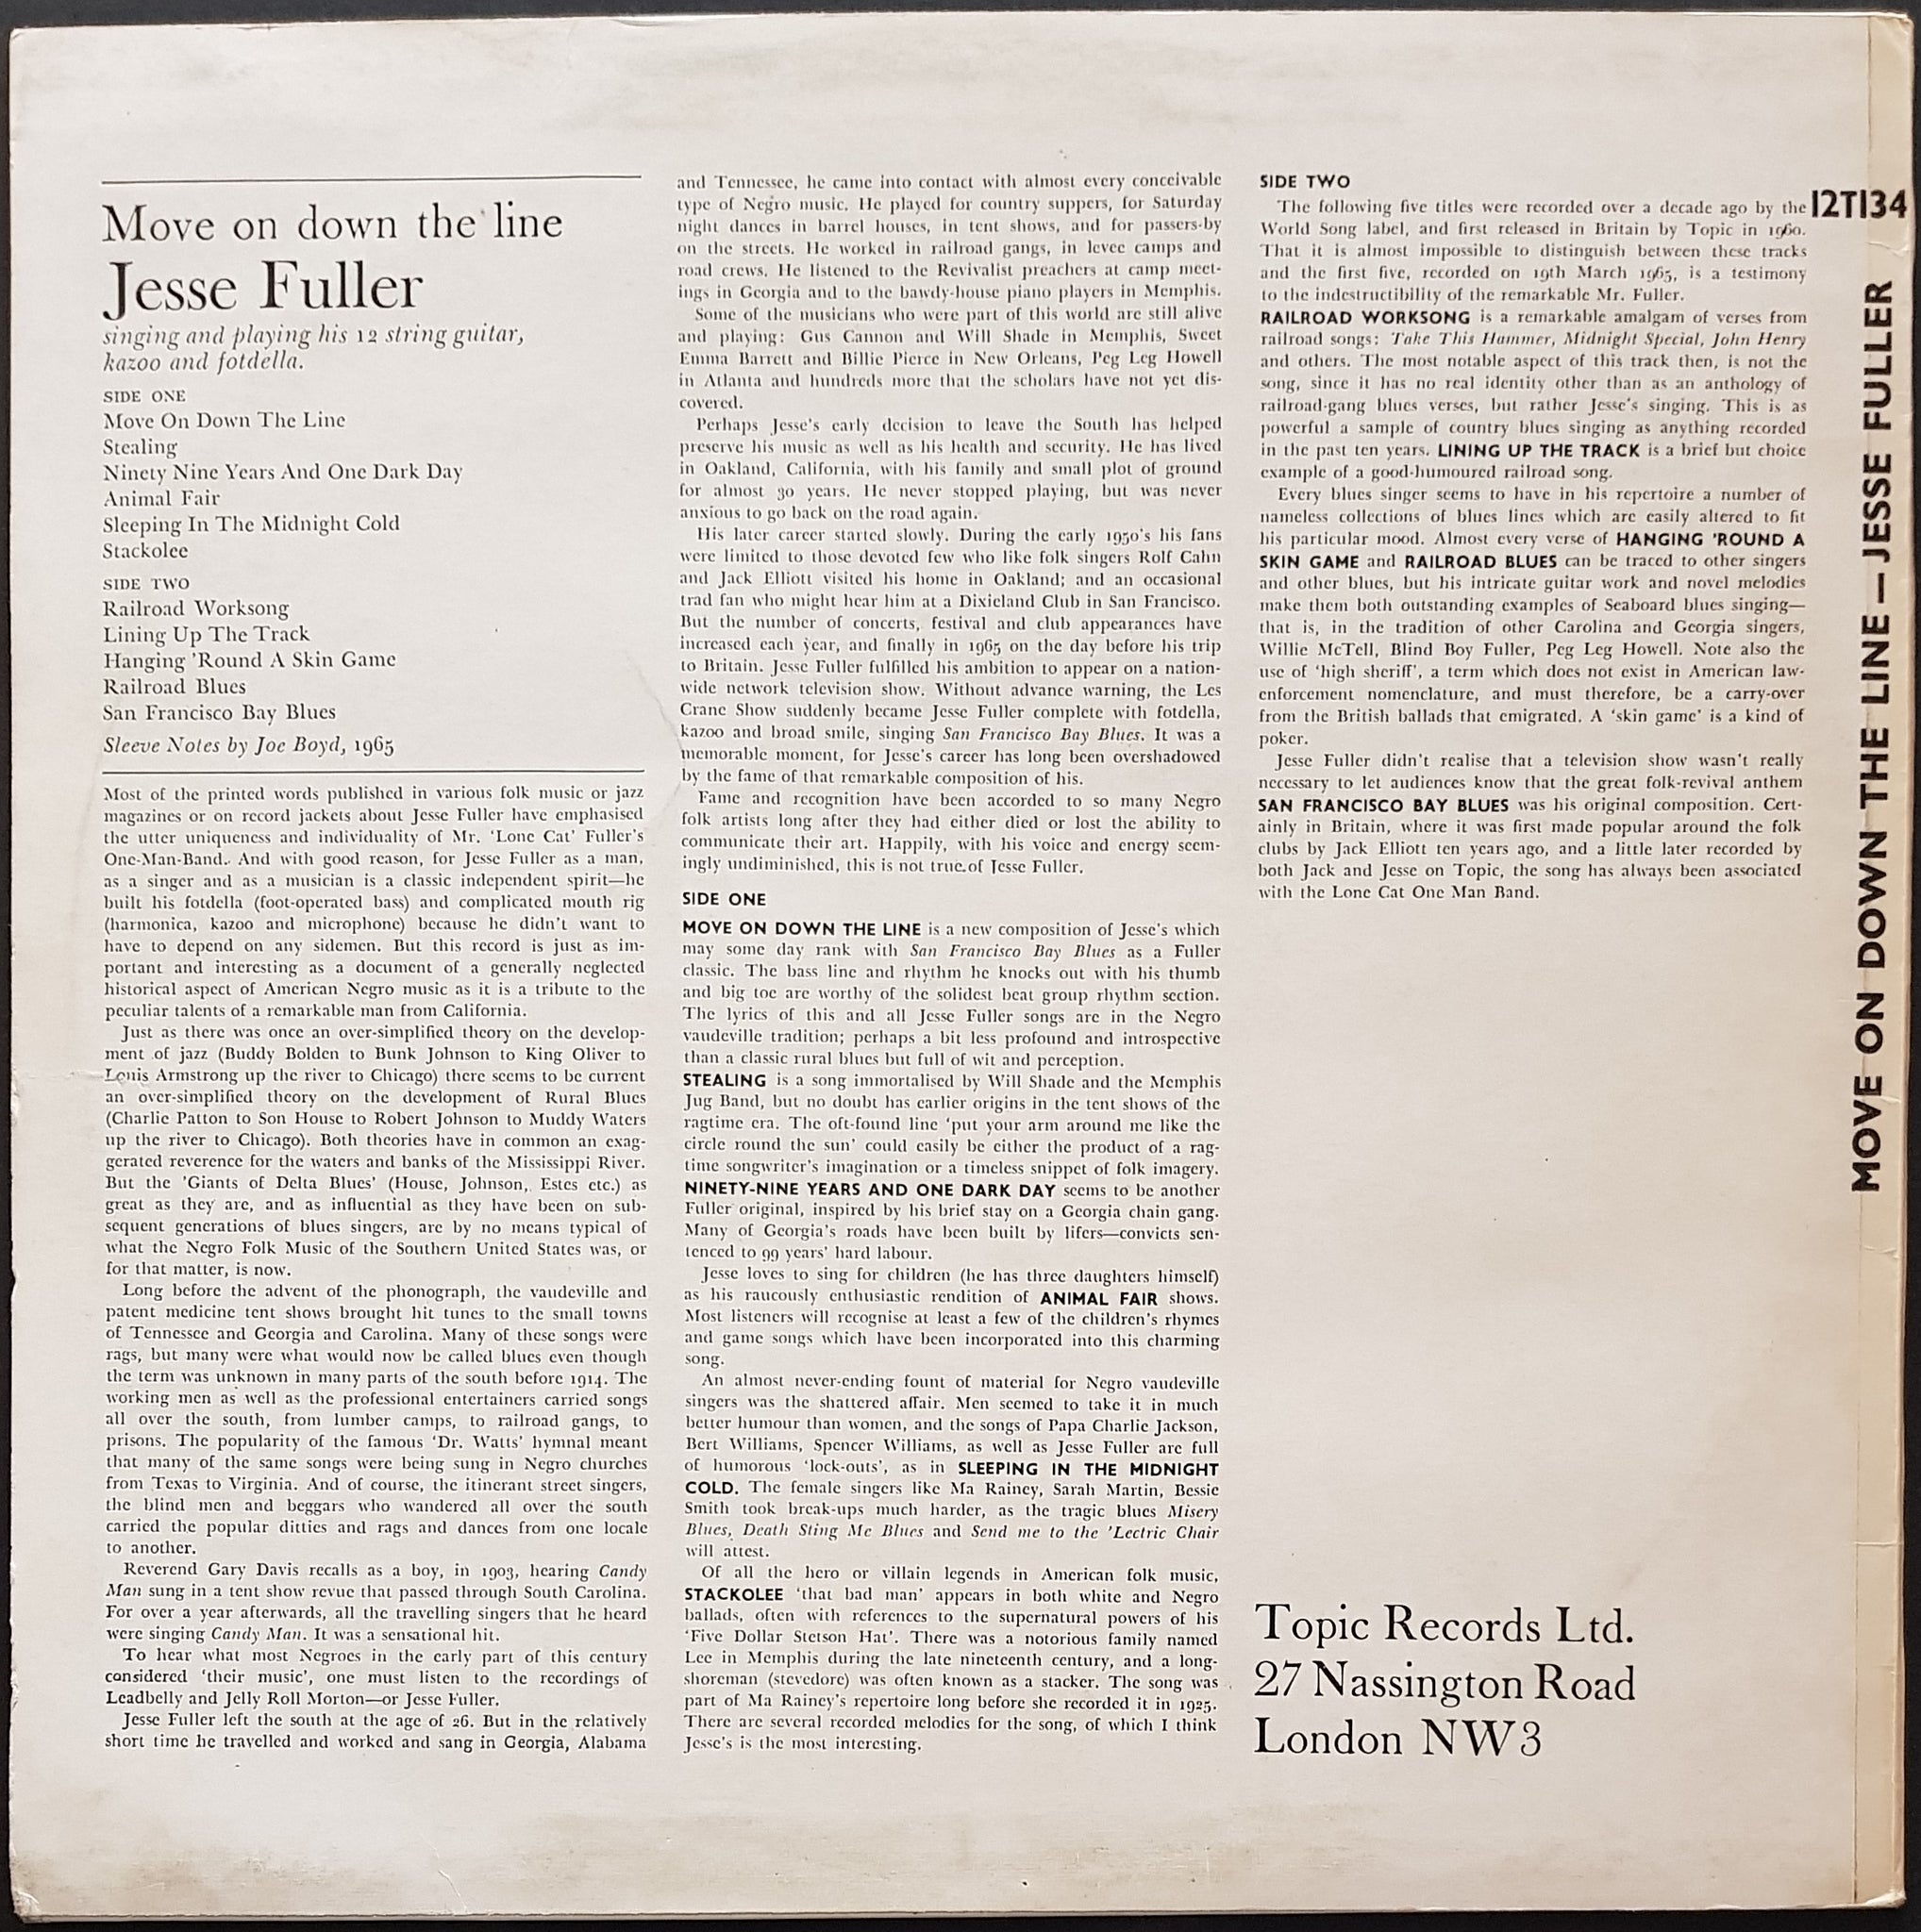 Move on down the line
Jesse Fuller
singing and playing his 12 string guitar,
kazoo and fotdella.
SIDE ONE
Move On Down The Line
Stealing
Ninety Nine Years And One Dark Day
Animal Fair
Sleeping In The Midnight Cold
Stackolee
SIDE TWO
Railroad Worksong
Lining Up The Track
Hanging 'Round A Skin Game
Railroad Blues
San Francisco Bay Blues
Sleeve Notes by Joe Boyd, 1965
Most of the printed words published in various folk music or jazz
magazines or on record jackets about Jesse Fuller have emphasised
the utter uniqueness and individuality of Mr. 'Lone Cat' Fuller's
One-Man-Band. And with good reason, for Jesse Fuller as a man,
as a singer and as a musician is a classic independent spirit—he
built his fotdella (foot-operated bass) and complicated mouth rig
(harmonica, kazoo and microphone) because he didn't want to
have to depend on any sidemen. But this record is just as im-
portant and interesting as a document of a generally neglected
historical aspect of American Negro music as it is a tribute to the
peculiar talents of a remarkable man from California.
Just as there was once an over-simplified theory on the develop-
ment of jazz (Buddy Bolden to Bunk Johnson to King Oliver to
Louis Armstrong up the river to Chicago) there seems to be current
an over-simplified theory on the development of Rural Blues
(Charlie Patton to Son House to Robert Johnson to Muddy Waters
up the river to Chicago). Both theories have in common an exag-
gerated reverence for the waters and banks of the Mississippi River.
But the 'Giants of Delta Blues' (House, Johnson, Estes etc.) as
great as they are, and as influential as they have been on sub-
sequent generations of blues singers, are by no means typical of
what the Negro Folk Music of the Southern United States was, or
for that matter, is now.
Long before the advent of the phonograph, the vaudeville and
patent medicine tent shows brought hit tunes to the small towns
of Tennessee and Georgia and Carolina. Many of these songs were
rags, but many were what would now be called blues even though
the term was unknown in many parts of the south before 1914. The
working men as well as the professional entertainers carried songs
all over the south, from lumber camps, to railroad gangs, to
prisons. The popularity of the famous 'Dr. Watts' hymnal meant
that many of the same songs were being sung in Negro churches
from Texas to Virginia. And of course, the itinerant street singers,
the blind men and beggars who wandered all over the south
carried the popular ditties and rags and dances from one locale
to another.
Reverend Gary Davis recalls as a boy, in 1903, hearing Candy
Man sung in a tent show revue that passed through South Carolina.
For over a year afterwards, all the travelling singers that he heard
were singing Candy Man. It was a sensational hit.
To hear what most Negroes in the early part of this century
considered 'their music', one must listen to the recordings of
Leadbelly and Jelly Roll Morton—or Jesse Fuller.
Jesse Fuller left the south at the age of 26. But in the relatively
short time he travelled and worked and sang in Georgia, Alabama
and Tennessee, he came into contact with almost every conceivable
type of Negro music. He played for country suppers, for Saturday
night dances in barrel houses, in tent shows, and for passers-by
on the streets. He worked in railroad gangs, in levee camps and
road crews. He listened to the Revivalist preachers at camp meet-
ings in Georgia and to the bawdy-house piano players in Memphis.
Some of the musicians who were part of this world are still alive
and playing: Gus Cannon and Will Shade in Memphis, Sweet
Emma Barrett and Billie Pierce in New Orleans, Peg Leg Howell
in Atlanta and hundreds more that the scholars have not yet dis-
covered.
Perhaps Jesse's early decision to leave the South has helped
preserve his music as well as his health and security. He has lived
in Oakland, California, with his family and small plot of ground
for almost 30 years. He never stopped playing, but was never
anxious to go back on the road again.
His later career started slowly. During the early 1950's his fans
were limited to those devoted few who like folk singers Rolf Cahn
and Jack Elliott visited his home in Oakland; and an occasional
trad fan who might hear him at a Dixieland Club in San Francisco.
But the number of concerts, festival and club appearances have
increased each year, and finally in 1965 on the day before his trip
to Britain. Jesse Fuller fulfilled his ambition to appear on a nation-
wide network television show. Without advance warning, the Les
Crane Show suddenly became Jesse Fuller complete with fotdella,
kazoo and broad smile, singing San Francisco Bay Blues. It was a
memorable moment, for Jesse's career has long been overshadowed
by the fame of that remarkable composition of his.
Fame and recognition have been accorded to so many Negro
folk artists long after they had either died or lost the ability to
communicate their art. Happily, with his voice and energy seem-
ingly undiminished, this is not true of Jesse Fuller.
SIDE ONE
MOVE ON DOWN THE LINE is a new composition of Jesse's which
may some day rank with San Francisco Bay Blues as a Fuller
classic. The bass line and rhythm he knocks out with his thumb
and big toe are worthy of the solidest beat group rhythm section.
The lyrics of this and all Jesse Fuller songs are in the Negro
vaudeville tradition; perhaps a bit less profound and introspective
than a classic rural blues but full of wit and perception.
STEALING is a song immortalised by Will Shade and the Memphis
Jug Band, but no doubt has earlier origins in the tent shows of the
ragtime era. The oft-found line 'put your arm around me like the
circle round the sun' could easily be either the product of a rag-
time songwriter's imagination or a timeless snippet of folk imagery.
NINETY-NINE YEARS AND ONE DARK DAY seems to be another
Fuller original, inspired by his brief stay on a Georgia chain gang.
Many of Georgia's roads have been built by lifers—convicts sen-
tenced to 99 years' hard labour.
Jesse loves to sing for children (he has three daughters himself)
as his raucously enthusiastic rendition of ANIMAL FAIR shows.
Most listeners will recognise at least a few of the children's rhymes
and game songs which have been incorporated into this charming
song.
An almost never-ending fount of material for Negro vaudeville
singers was the shattered affair. Men seemed to take it in much
better humour than women, and the songs of Papa Charlie Jackson,
Bert Williams, Spencer Williams, as well as Jesse Fuller are full
of humorous 'lock-outs', as in SLEEPING IN THE MIDNIGHT
COLD. The female singers like Ma Rainey, Sarah Martin, Bessie
Smith took break-ups much harder, as the tragic blues Misery
Blues, Death Sting Me Blues and Send me to the 'Lectric Chair
will attest.
Of all the hero or villain legends in American folk music,
STACKOLEE 'that bad man' appears in both white and Negro
ballads, often with references to the supernatural powers of his
'Five Dollar Stetson Hat'. There was a notorious family named
Lee in Memphis during the late nineteenth century, and a long-
shoreman (stevedore) was often known as a stacker. The song was
part of Ma Rainey's repertoire long before she recorded it in 1925.
There are several recorded melodies for the song, of which I think
Jesse's is the most interesting.
SIDE TWO
The following five titles were recorded over a decade ago by the
World Song label, and first released in Britain by Topic in 1960.
That it is almost impossible to distinguish between these tracks
and the first five, recorded on 19th March 1965, is a testimony
to the indestructibility of the remarkable Mr. Fuller.
RAILROAD WORKSONG is a remarkable amalgam of verses from
railroad songs: Take This Hammer, Midnight Special, John Henry
and others. The most notable aspect of this track then, is not the
song, since it has no real identity other than as an anthology of
railroad-gang blues verses, but rather Jesse's singing. This is as
powerful a sample of country blues singing as anything recorded
in the past ten years. LINING UP THE TRACK is a brief but choice
example of a good-humoured railroad song.
Every blues singer seems to have in his repertoire a number of
nameless collections of blues lines which are easily altered to fit
his particular mood. Almost every verse of HANGING 'ROUND A
SKIN GAME and RAILROAD BLUES can be traced to other singers
and other blues, but his intricate guitar work and novel melodies
make them both outstanding examples of Seaboard blues singing—
that is, in the tradition of other Carolina and Georgia singers,
Willie McTell, Blind Boy Fuller, Peg Leg Howell. Note also the
use of 'high sheriff', a term which does not exist in American law-
enforcement nomenclature, and must therefore, be a carry-over
from the British ballads that emigrated. A 'skin game' is a kind of
poker.
Jesse Fuller didn't realise that a television show wasn't really
necessary to let audiences know that the great folk-revival anthem
SAN FRANCISCO BAY BLUES was his original composition. Cert-
ainly in Britain, where it was first made popular around the folk
clubs by Jack Elliott ten years ago, and a little later recorded by
both Jack and Jesse on Topic, the song has always been associated
with the Lone Cat One Man Band.
Topic Records Ltd.
27 Nassington Road
London NW3
12T134
MOVE ON DOWN THE LINE — JESSE FULLER